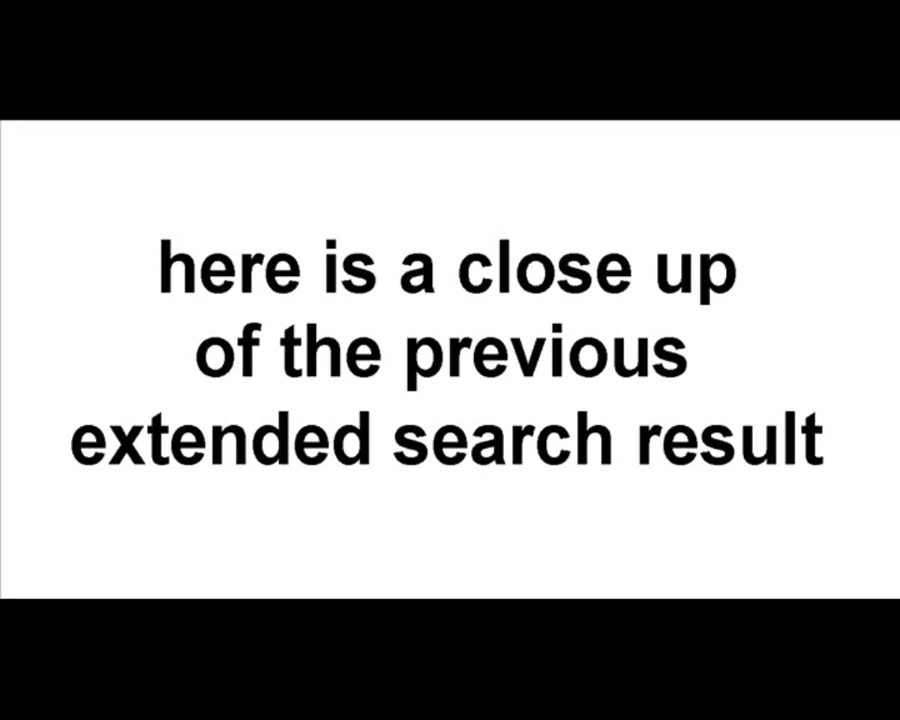 here is a close up
of the previous
extended search result